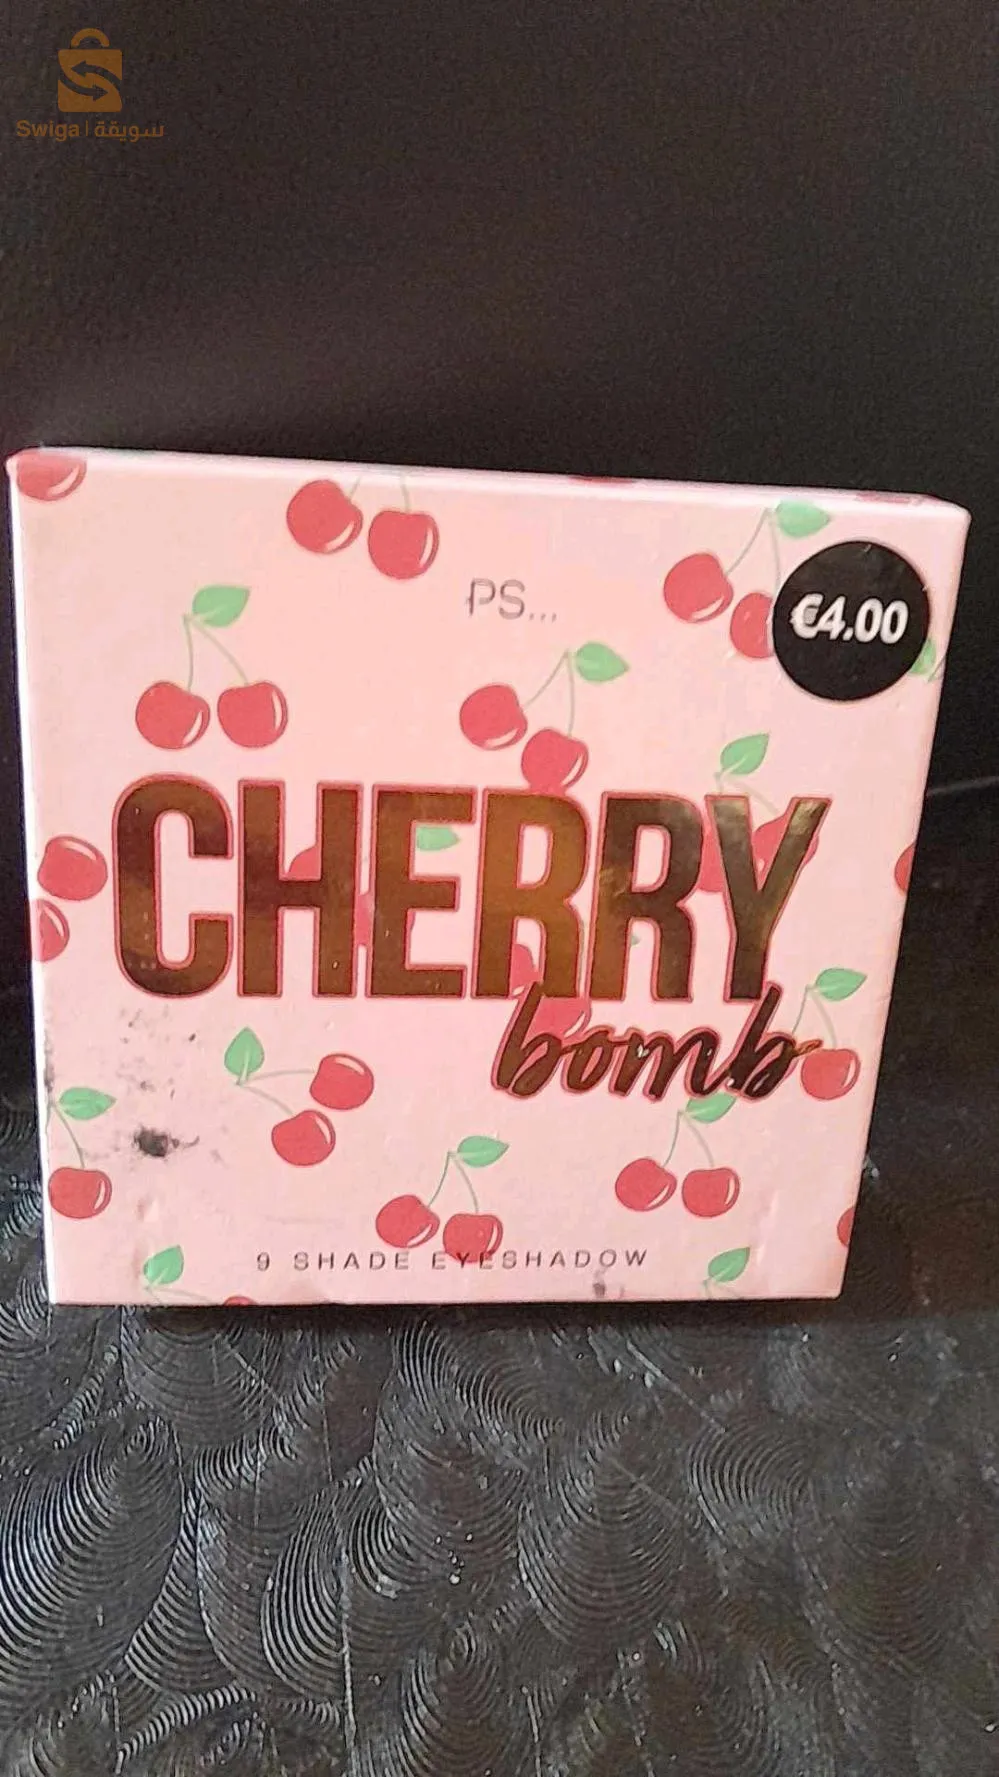 Swiga | سويقة
PS...
€4.00
CHERRY
bomb
9 SHADE EYESHADOW